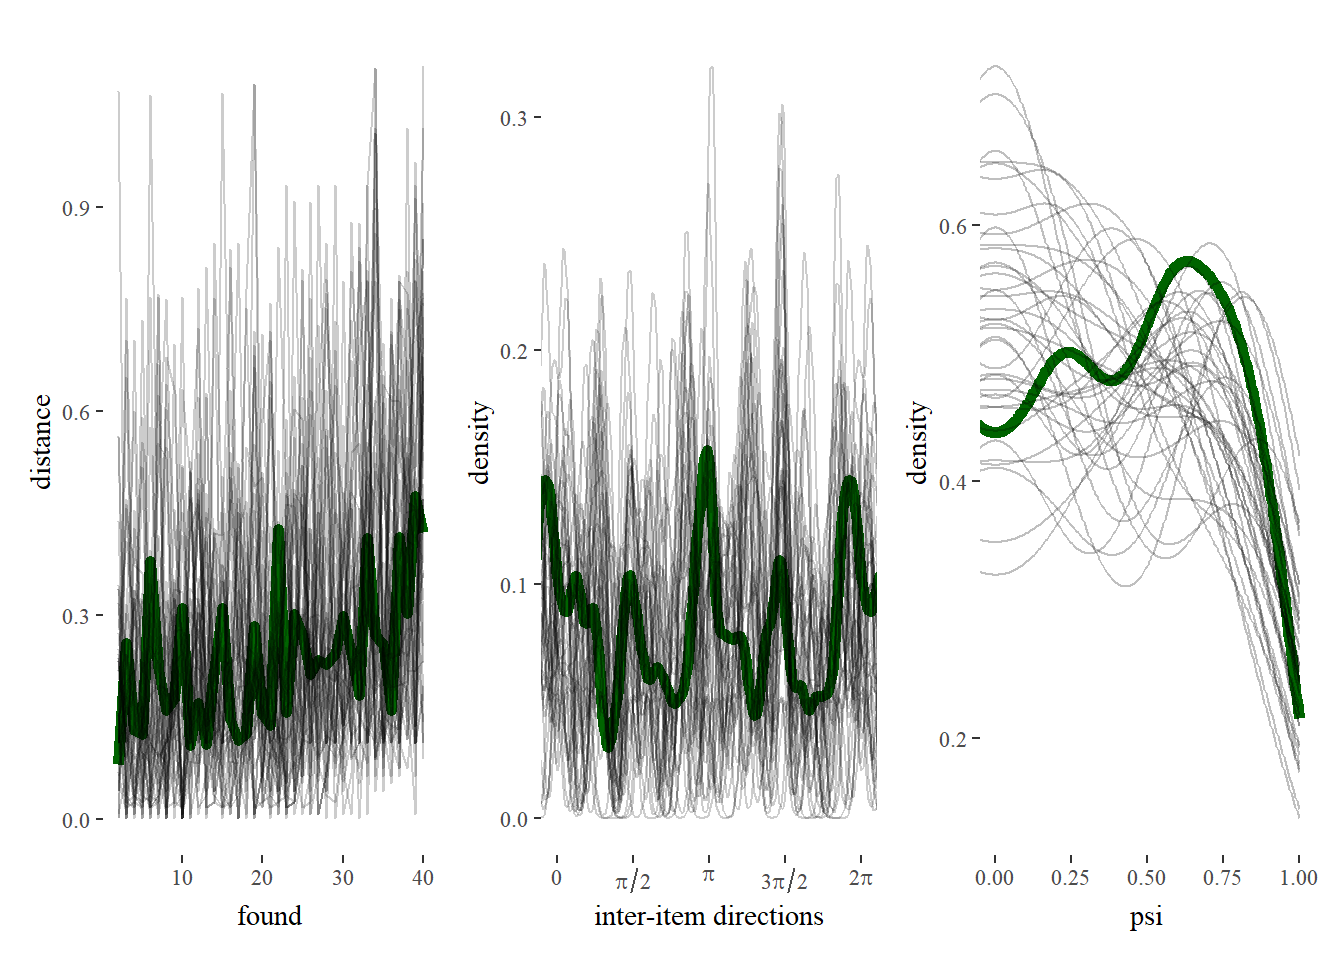 distance
0.9
0.6
0.3
0.0
10 20 30 40
found
density
0.3
0.2
0.1
0.0
0 π/2 π 3π/2 2π
inter-item directions
density
0.6
0.4
0.2
0.00 0.25 0.50 0.75 1.00
psi